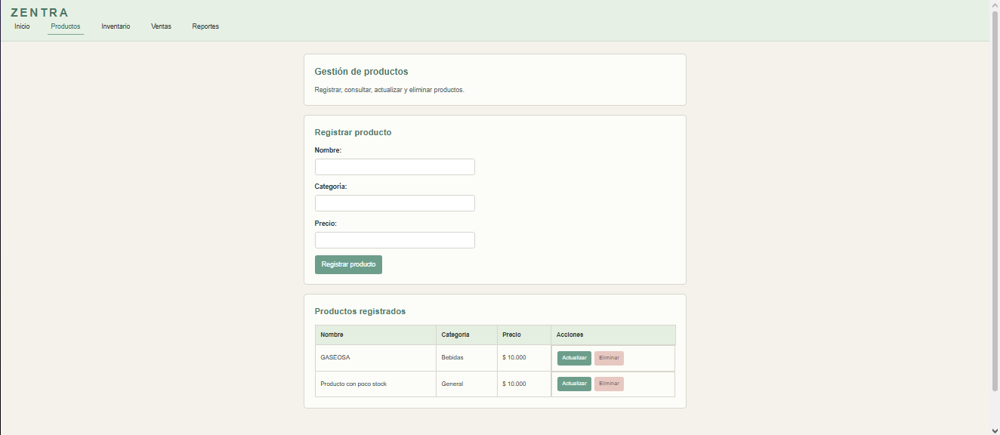 ZENTRA
Inicio Productos Inventario Ventas Reportes
Gestión de productos
Registrar, consultar, actualizar y eliminar productos.
Registrar producto
Nombre:
Categoría:
Precio:
Registrar producto
Productos registrados
Nombre Categoría Precio Acciones
GASEOSA Bebidas $ 10.000 Actualizar Eliminar
Producto con poco stock General $ 10.000 Actualizar Eliminar